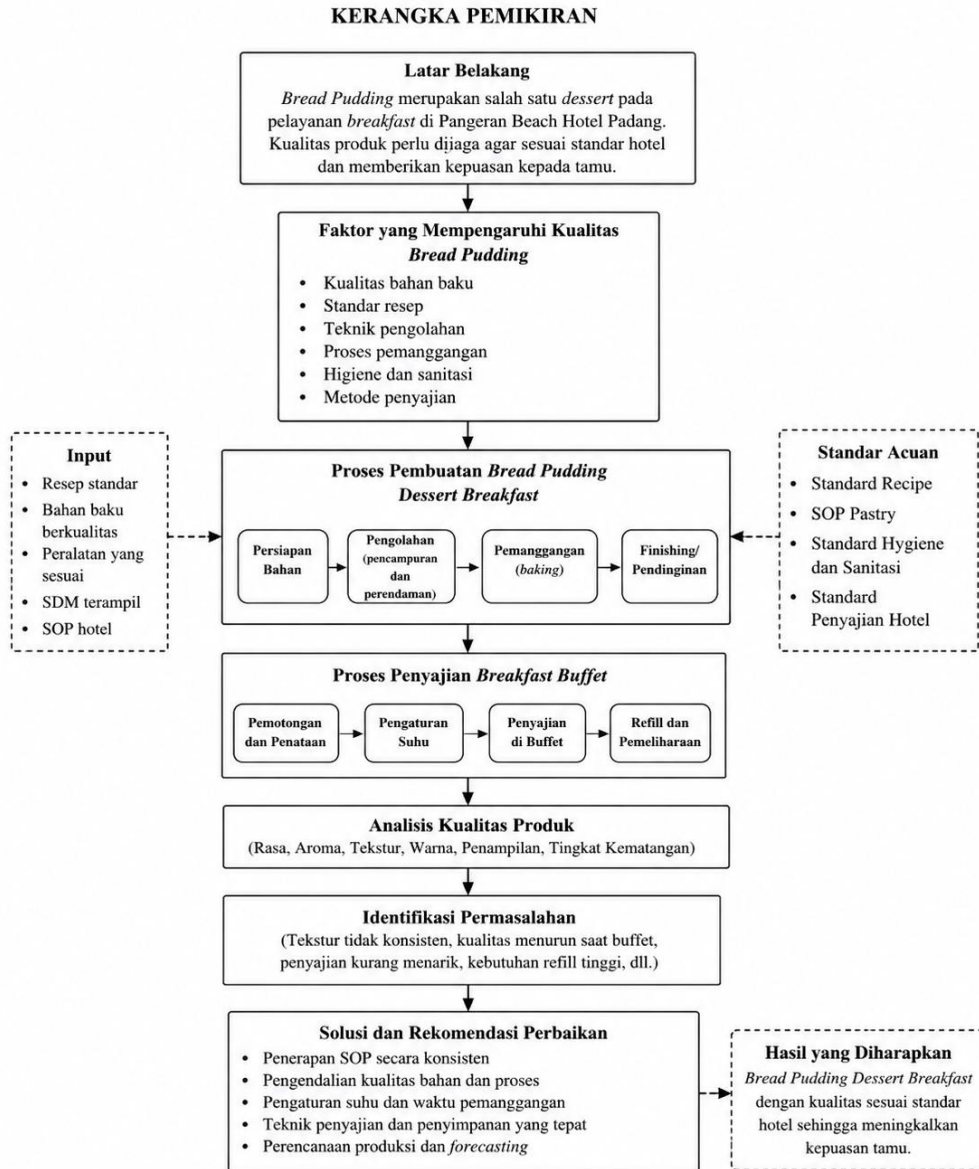 KERANGKA PEMIKIRAN
Latar Belakang
Bread Pudding merupakan salah satu dessert pada
pelayanan breakfast di Pangeran Beach Hotel Padang.
Kualitas produk perlu dijaga agar sesuai standar hotel
dan memberikan kepuasan kepada tamu.
Faktor yang Mempengaruhi Kualitas
Bread Pudding
• Kualitas bahan baku
• Standar resep
• Teknik pengolahan
• Proses pemanggangan
• Higiene dan sanitasi
• Metode penyajian
Input
• Resep standar
• Bahan baku
berkualitas
• Peralatan yang
sesuai
• SDM terampil
• SOP hotel
Proses Pembuatan Bread Pudding
Dessert Breakfast
Persiapan
Bahan
Pengolahan
(pencampuran
dan
perendaman)
Pemanggangan
(baking)
Finishing/
Pendinginan
Standar Acuan
• Standard Recipe
• SOP Pastry
• Standard Hygiene
dan Sanitasi
• Standard
Penyajian Hotel
Proses Penyajian Breakfast Buffet
Pemotongan
dan Penataan
Pengaturan
Suhu
Penyajian
di Buffet
Refill dan
Pemeliharaan
Analisis Kualitas Produk
(Rasa, Aroma, Tekstur, Warna, Penampilan, Tingkat Kematangan)
Identifikasi Permasalahan
(Tekstur tidak konsisten, kualitas menurun saat buffet,
penyajian kurang menarik, kebutuhan refill tinggi, dll.)
Solusi dan Rekomendasi Perbaikan
• Penerapan SOP secara konsisten
• Pengendalian kualitas bahan dan proses
• Pengaturan suhu dan waktu pemanggangan
• Teknik penyajian dan penyimpanan yang tepat
• Perencanaan produksi dan forecasting
Hasil yang Diharapkan
Bread Pudding Dessert Breakfast
dengan kualitas sesuai standar
hotel sehingga meningkalkan
kepuasan tamu.